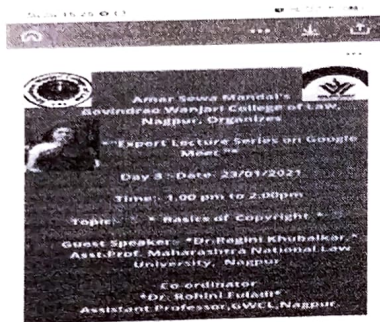 Amar Sewa Mandal's
Govindrao Wanjari College of Law,
Nagpur, Organizes
*"Expert Lecture Series on Google
Meet"*
Day 3:-Date- 23/01/2021
Time:- 1.00 pm to 2:00pm
Topic:- * Basics of Copyright *
Guest Speaker:- *Dr.Ragini Khubalkar,*
Asst.Prof. Maharashtra National Law
University, Nagpur
Co-ordinator
*Dr. Rohini Fuladi*
Assistant Professor,GWCL,Nagpur.